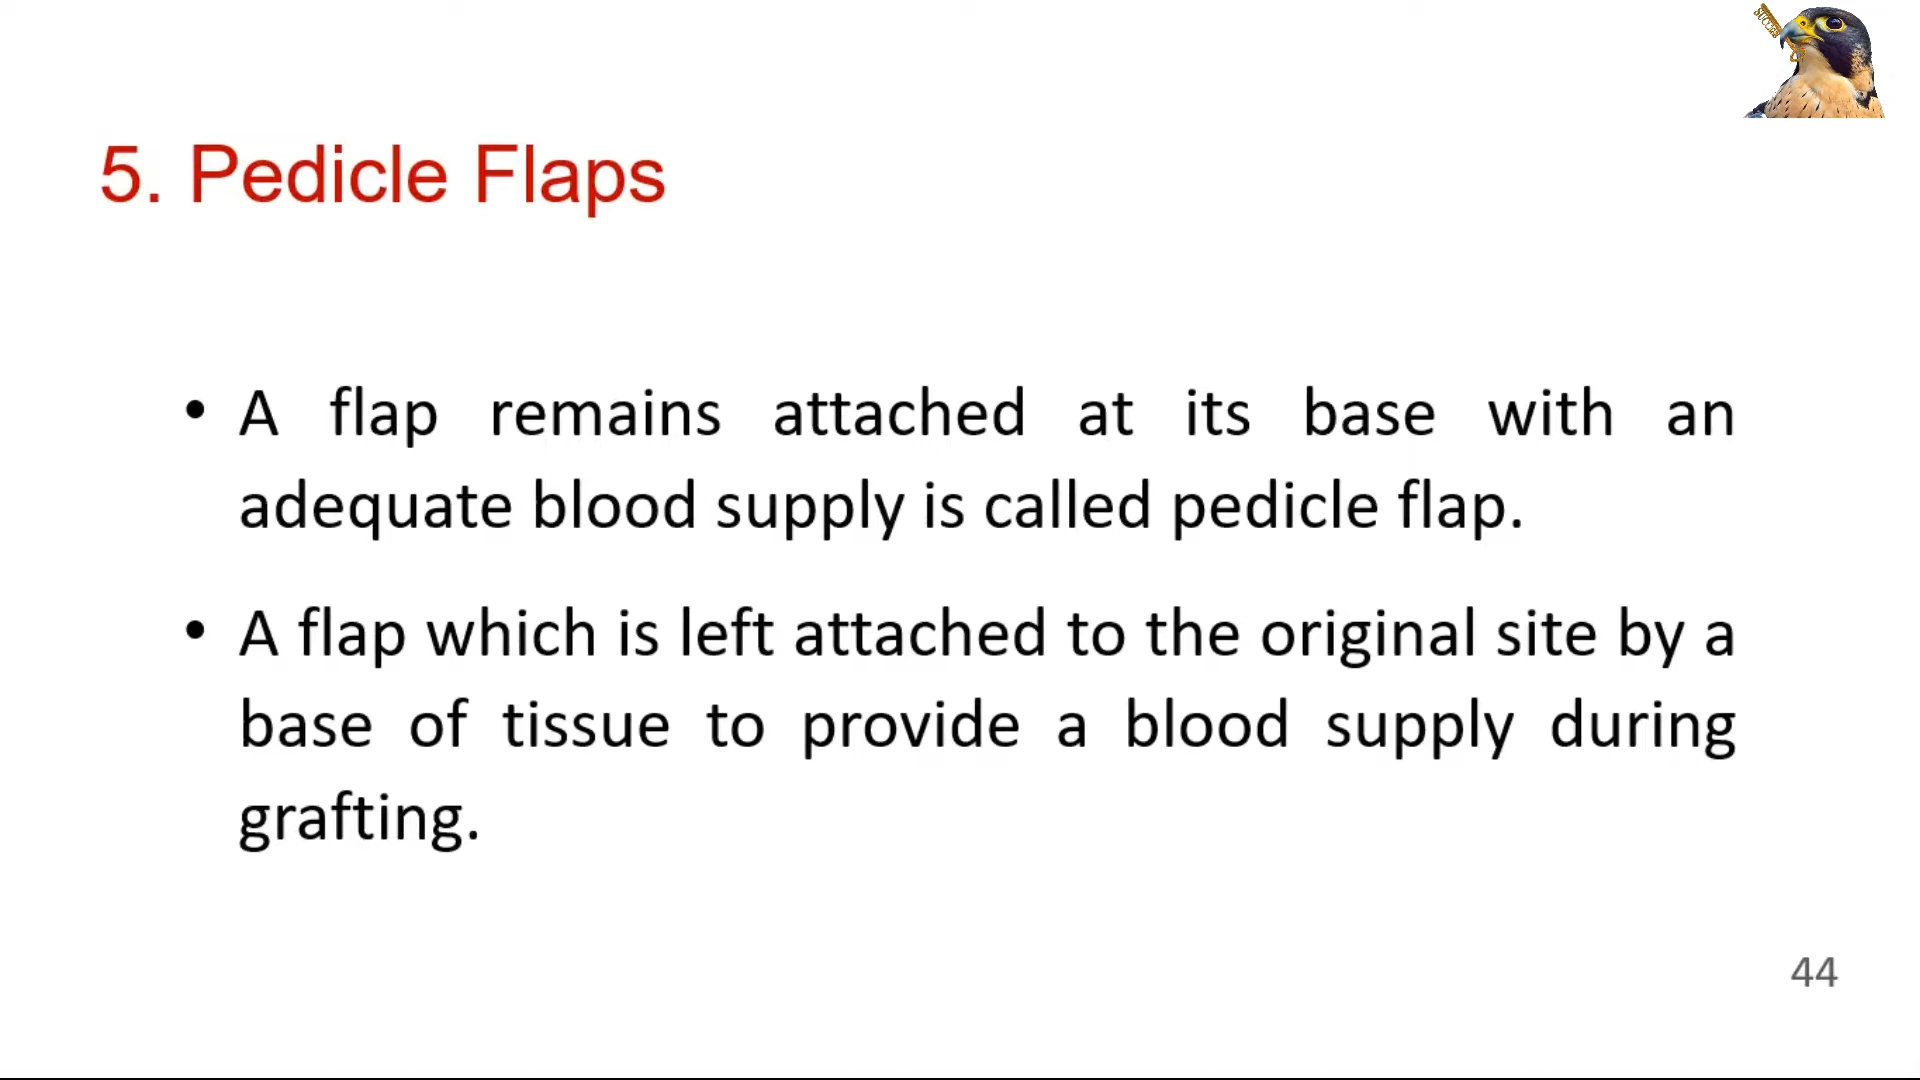 5. Pedicle Flaps
• A flap remains attached at its base with an
adequate blood supply is called pedicle flap.
• A flap which is left attached to the original site by a
base of tissue to provide a blood supply during
grafting.
44